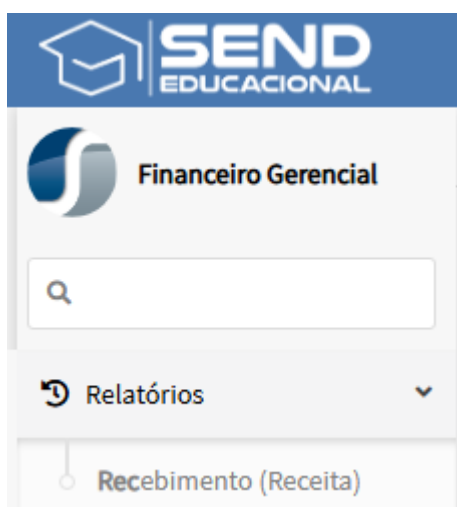 SEND
EDUCACIONAL
Financeiro Gerencial
Relatórios
Recebimento (Receita)